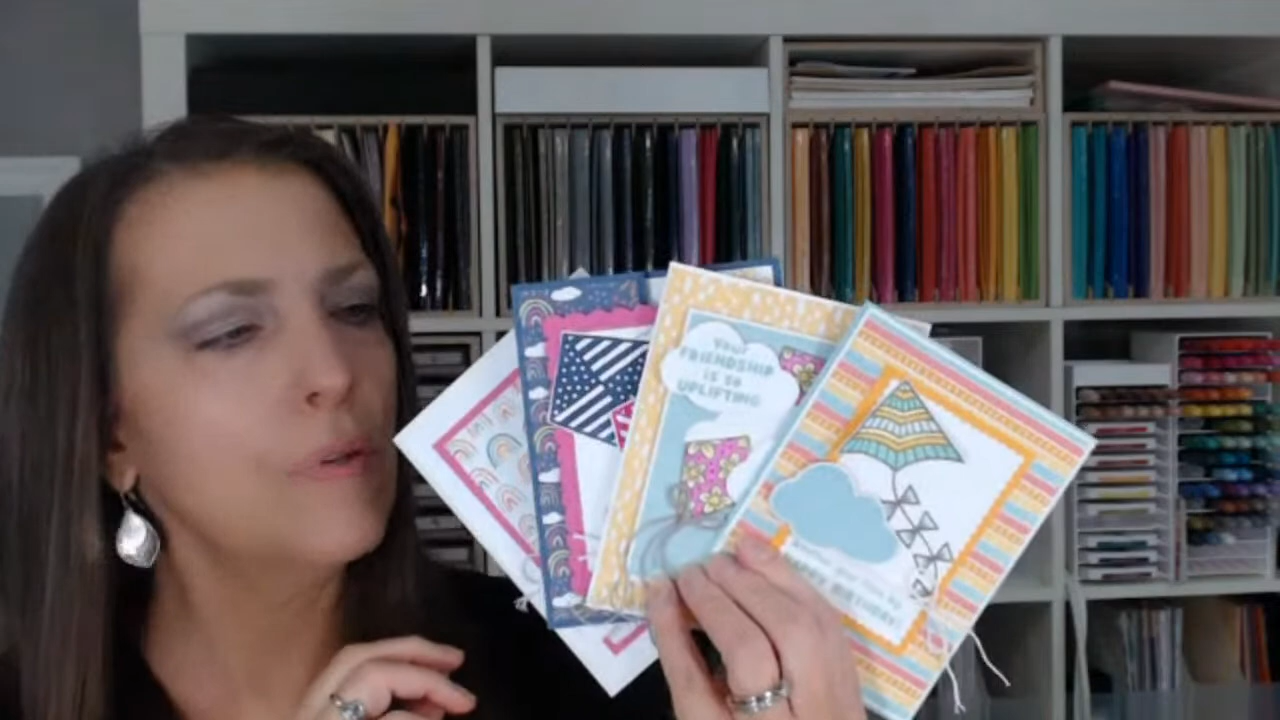 YOUR
FRIENDSHIP
IS SO
UPLIFTING
HAPPY BIRTHDAY!